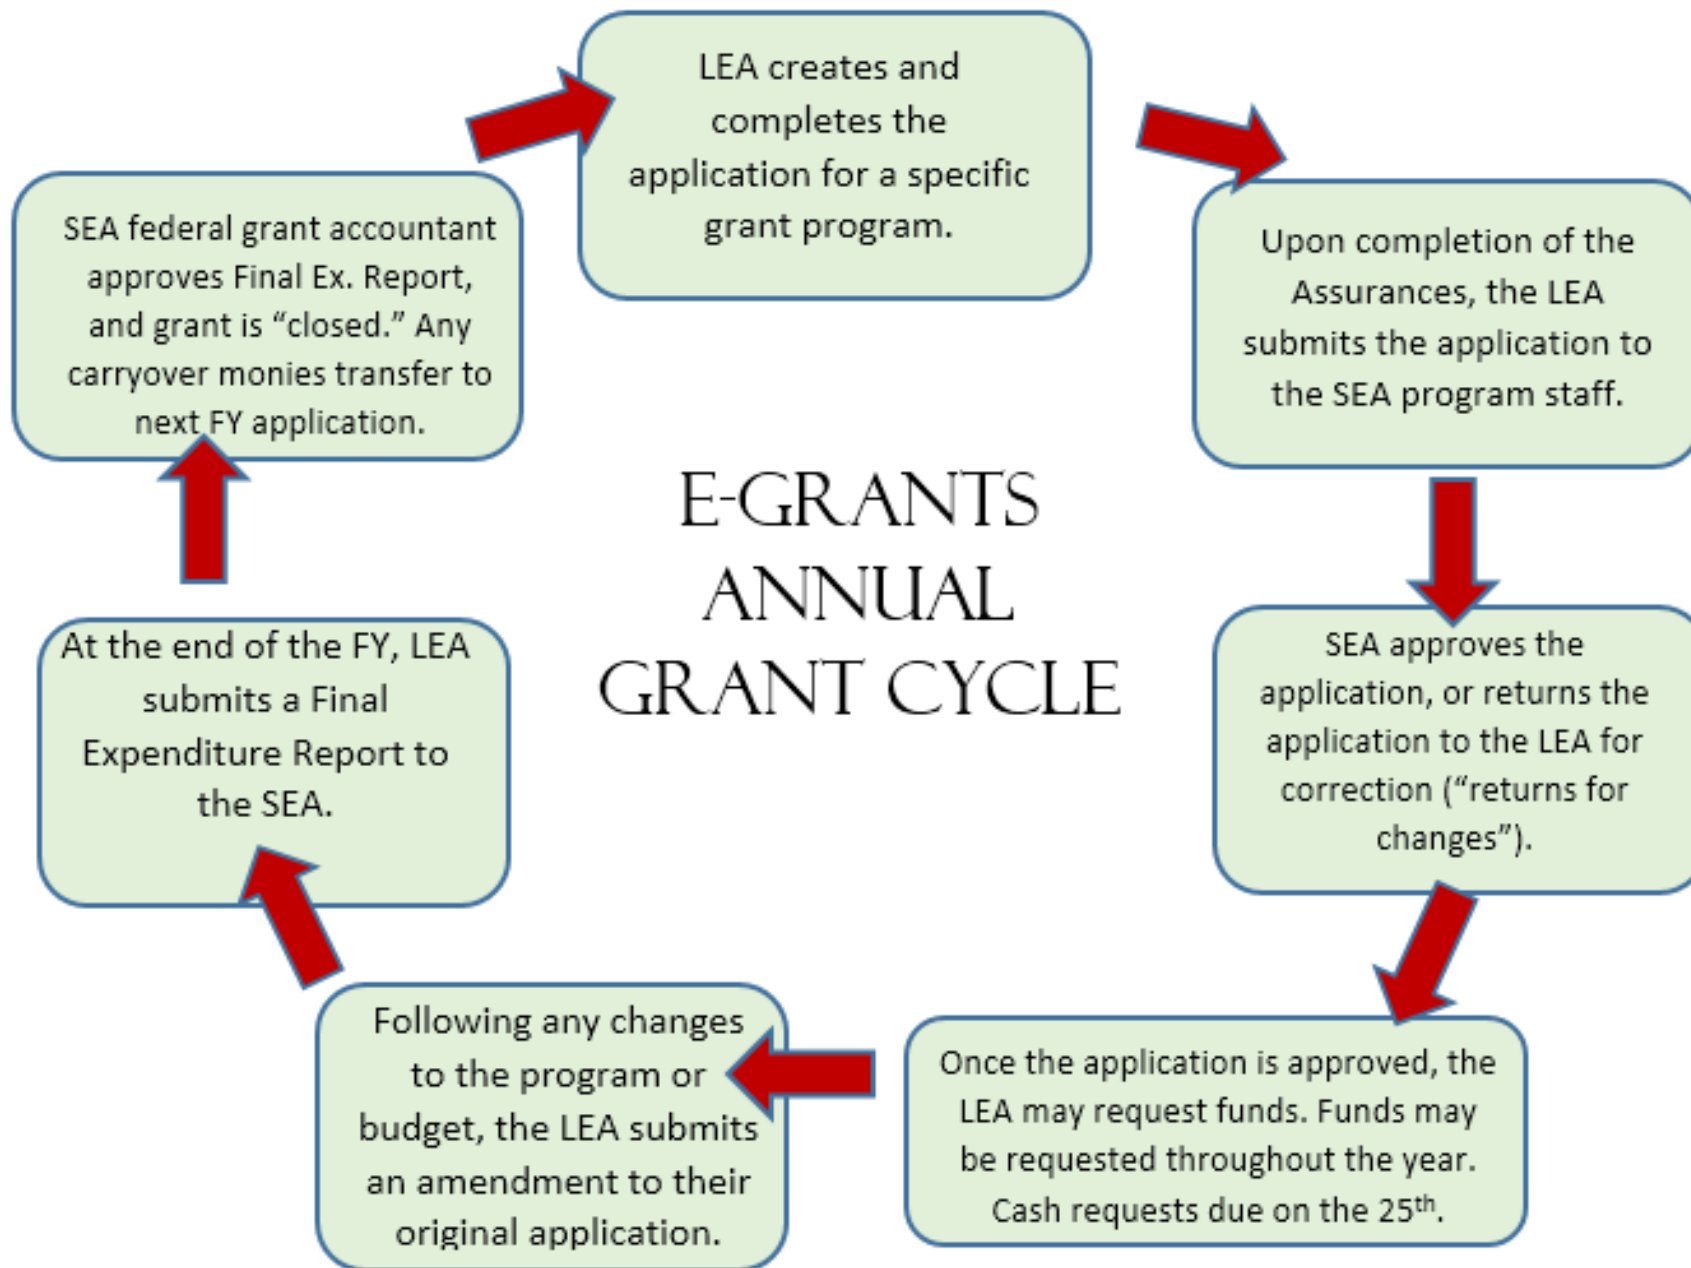 LEA creates and
completes the
application for a specific
grant program.
Upon completion of the
Assurances, the LEA
submits the application to
the SEA program staff.
SEA approves the
application, or returns the
application to the LEA for
correction (“returns for
changes”).
Once the application is approved, the
LEA may request funds. Funds may
be requested throughout the year.
Cash requests due on the 25th.
Following any changes
to the program or
budget, the LEA submits
an amendment to their
original application.
At the end of the FY, LEA
submits a Final
Expenditure Report to
the SEA.
SEA federal grant accountant
approves Final Ex. Report,
and grant is “closed.” Any
carryover monies transfer to
next FY application.
E-GRANTS
ANNUAL
GRANT CYCLE